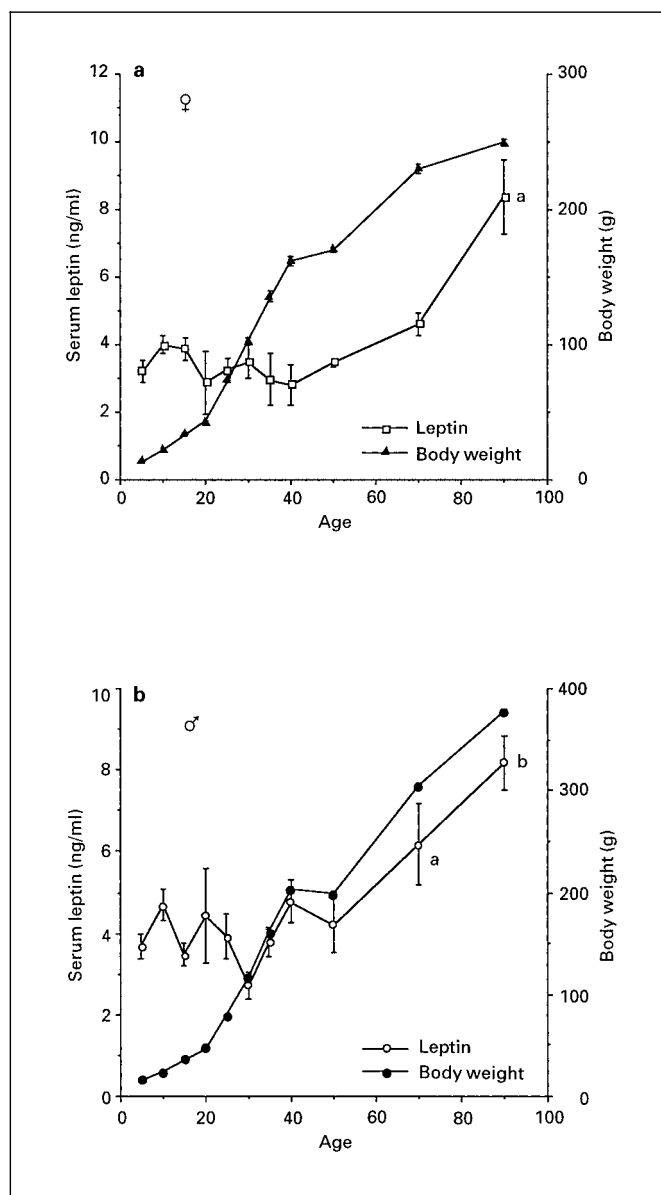 a
♀
12
10
8
6
4
2
0
Serum leptin (ng/ml)
300
200
100
0
Body weight (g)
a
Leptin
Body weight
0 20 40 60 80 100
Age
b
♂
10
8
6
4
2
0
Serum leptin (ng/ml)
400
300
200
100
0
Body weight (g)
b
a
Leptin
Body weight
0 20 40 60 80 100
Age